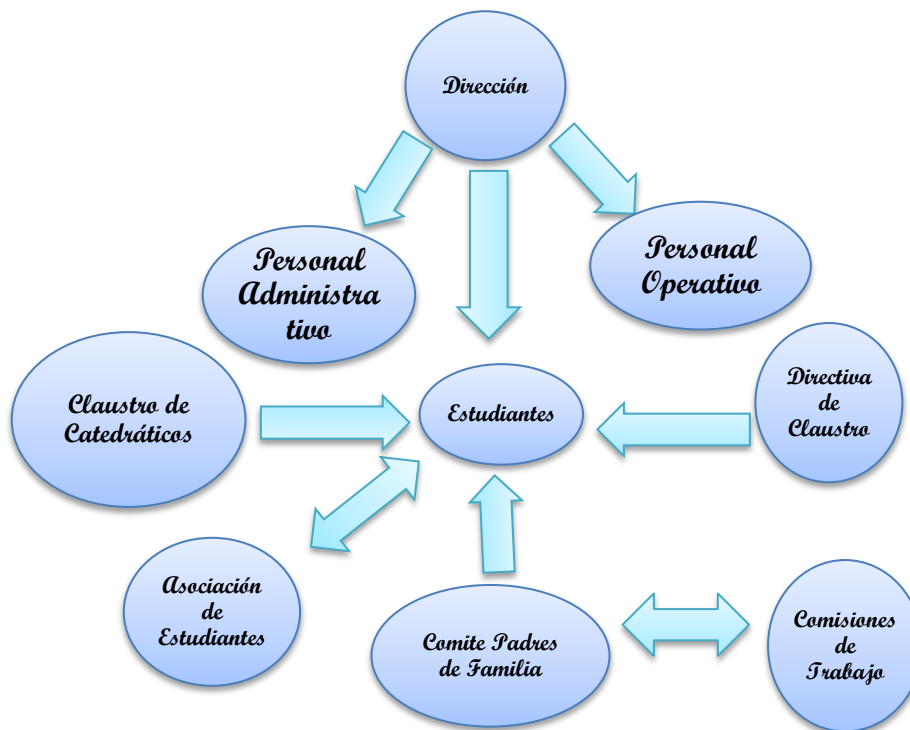 Dirección
Personal
Administra
tivo
Personal
Operativo
Claustro de
Catedráticos
Estudiantes
Directiva
de
Claustro
Asociación
de
Estudiantes
Comite Padres
de Familia
Comisiones
de
Trabajo